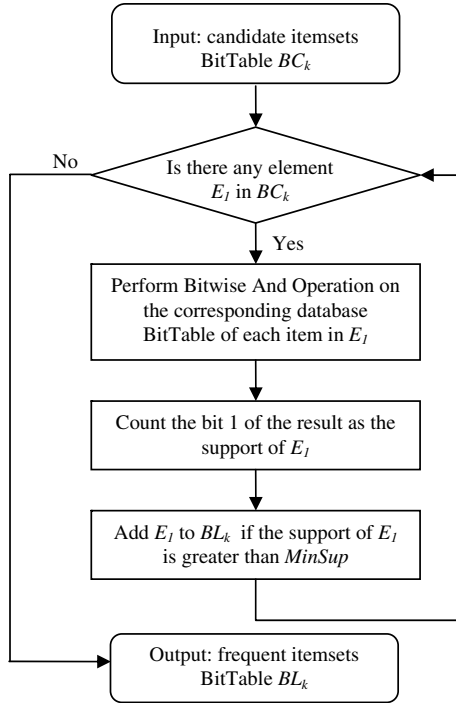 Input: candidate itemsets
BitTable BCk
No
Is there any element
E1 in BCk
Yes
Perform Bitwise And Operation on
the corresponding database
BitTable of each item in E1
Count the bit 1 of the result as the
support of E1
Add E1 to BLk if the support of E1
is greater than MinSup
Output: frequent itemsets
BitTable BLk